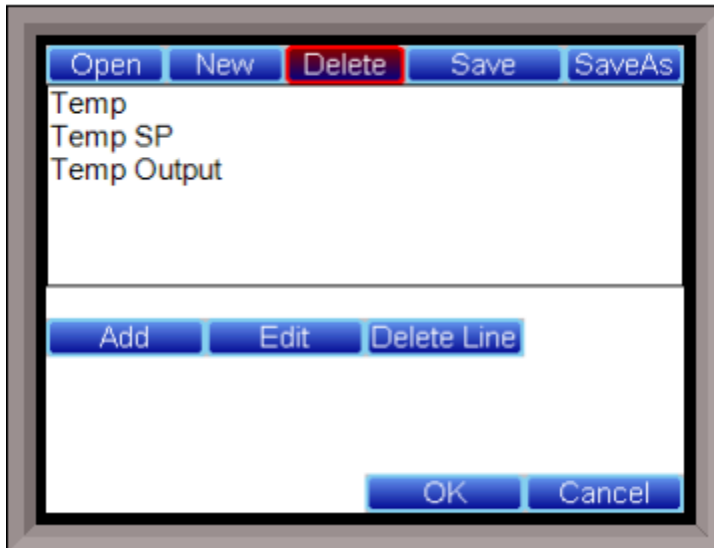 Open New Delete Save SaveAs
Temp
Temp SP
Temp Output
Add Edit Delete Line
OK Cancel